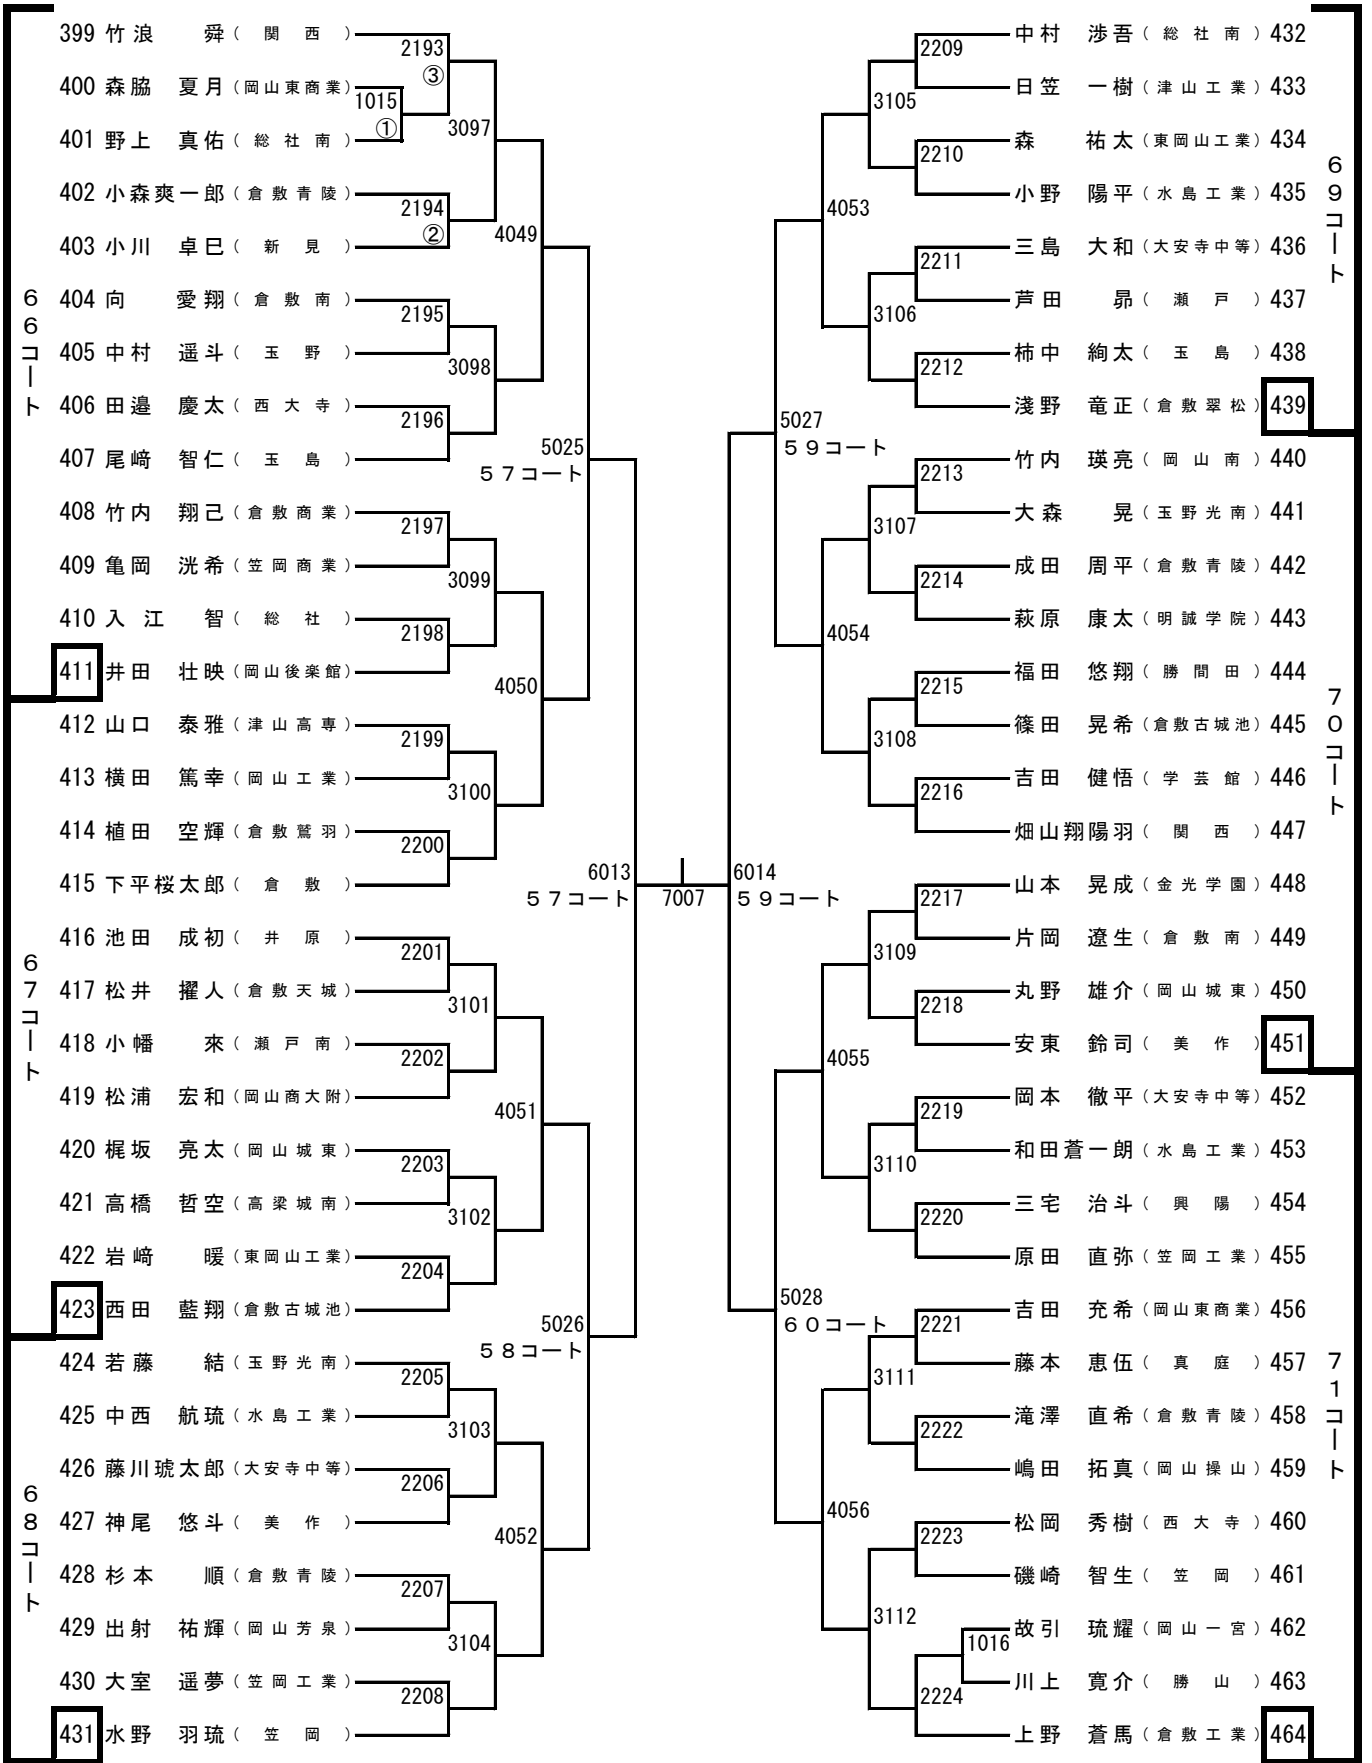 399 竹浪 舜（関西）
2193
③
400 森脇 夏月（岡山東商業）
1015
①
401 野上 真佑（総社南）
3097
402 小森爽一郎（倉敷青陵）
2194
②
403 小川 卓巳（新見）
4049
404 向 愛翔（倉敷南）
2195
405 中村 遥斗（玉野）
3098
406 田邉 慶太（西大寺）
2196
407 尾﨑 智仁（玉島）
5025
57コート
408 竹内 翔己（倉敷商業）
2197
409 亀岡 洸希（笠岡商業）
3099
410 入江 智（総社）
2198
411 井田 壮映（岡山後楽館）
4050
66コート
412 山口 泰雅（津山高専）
2199
413 横田 篤幸（岡山工業）
3100
414 植田 空輝（倉敷鷲羽）
2200
415 下平桜太郎（倉敷）
6013
57コート
416 池田 成初（井原）
2201
417 松井 擢人（倉敷天城）
3101
418 小幡 來（瀬戸南）
2202
419 松浦 宏和（岡山商大附）
4051
420 梶坂 亮太（岡山城東）
2203
421 高橋 哲空（高梁城南）
3102
422 岩﨑 暖（東岡山工業）
2204
423 西田 藍翔（倉敷古城池）
5026
58コート
67コート
424 若藤 結（玉野光南）
2205
425 中西 航琉（水島工業）
3103
426 藤川琥太郎（大安寺中等）
2206
427 神尾 悠斗（美作）
4052
428 杉本 順（倉敷青陵）
2207
429 出射 祐輝（岡山芳泉）
3104
430 大室 遥夢（笠岡工業）
2208
431 水野 羽琉（笠岡）
68コート
7007
中村 渉吾（総社南）432
2209
日笠 一樹（津山工業）433
3105
森 祐太（東岡山工業）434
2210
小野 陽平（水島工業）435
4053
三島 大和（大安寺中等）436
2211
芦田 昴（瀬戸）437
3106
柿中 絢太（玉島）438
2212
淺野 竜正（倉敷翠松）439
69コート
5027
59コート
竹内 瑛亮（岡山南）440
2213
大森 晃（玉野光南）441
3107
成田 周平（倉敷青陵）442
2214
萩原 康太（明誠学院）443
4054
福田 悠翔（勝間田）444
2215
篠田 晃希（倉敷古城池）445
3108
吉田 健悟（学芸館）446
2216
畑山翔陽羽（関西）447
6014
59コート
山本 晃成（金光学園）448
2217
片岡 遼生（倉敷南）449
3109
丸野 雄介（岡山城東）450
2218
安東 鈴司（美作）451
70コート
4055
岡本 徹平（大安寺中等）452
2219
和田蒼一朗（水島工業）453
3110
三宅 治斗（興陽）454
2220
原田 直弥（笠岡工業）455
5028
60コート
吉田 充希（岡山東商業）456
2221
藤本 恵伍（真庭）457
3111
滝澤 直希（倉敷青陵）458
2222
嶋田 拓真（岡山操山）459
4056
松岡 秀樹（西大寺）460
2223
磯崎 智生（笠岡）461
3112
故引 琉耀（岡山一宮）462
1016
川上 寛介（勝山）463
2224
上野 蒼馬（倉敷工業）464
71コート